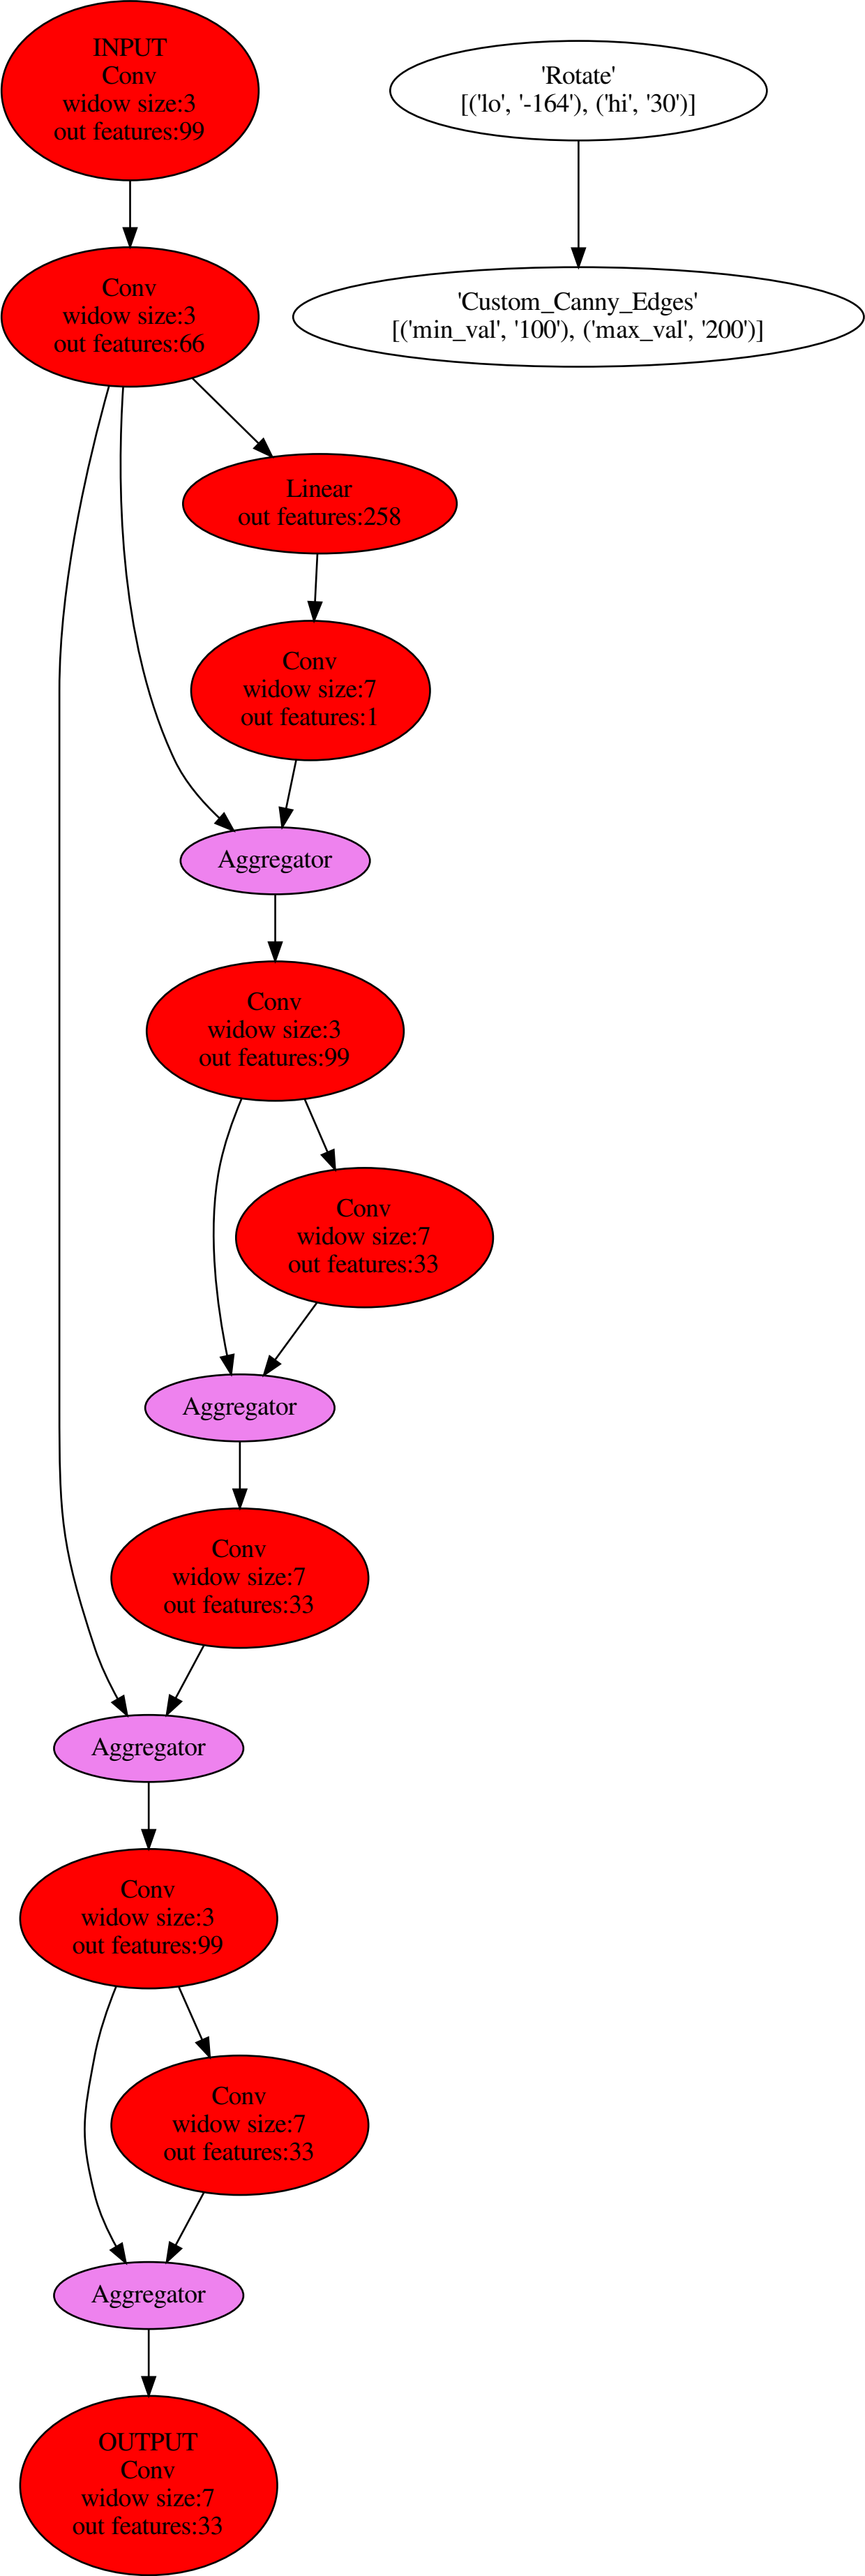 INPUT
Conv
widow size:3
out features:99
'Rotate'
[('lo', '-164'), ('hi', '30')]
Conv
widow size:3
out features:66
'Custom_Canny_Edges'
[('min_val', '100'), ('max_val', '200')]
Linear
out features:258
Conv
widow size:7
out features:1
Aggregator
Conv
widow size:3
out features:99
Conv
widow size:7
out features:33
Aggregator
Conv
widow size:7
out features:33
Aggregator
Conv
widow size:3
out features:99
Conv
widow size:7
out features:33
Aggregator
OUTPUT
Conv
widow size:7
out features:33